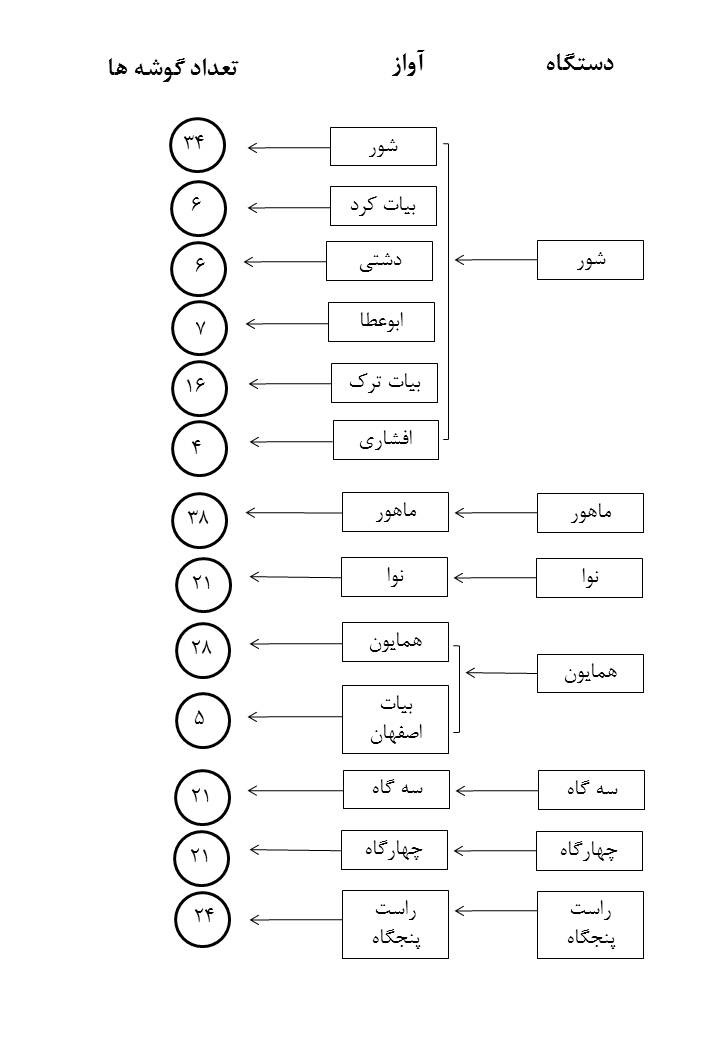 دستگاه آواز تعداد گوشه ها
شور ۳۴
بیات کرد ۶
شور دشتی ۶
ابوعطا ۷
بیات ترک ۱۶
افشاری ۴
ماهور ماهور ۳۸
نوا نوا ۲۱
همایون ۲۸
همایون
بیات
اصفهان ۵
سه گاه سه گاه ۲۱
چهارگاه چهارگاه ۲۱
راست راست ۲۴
پنجگاه پنجگاه